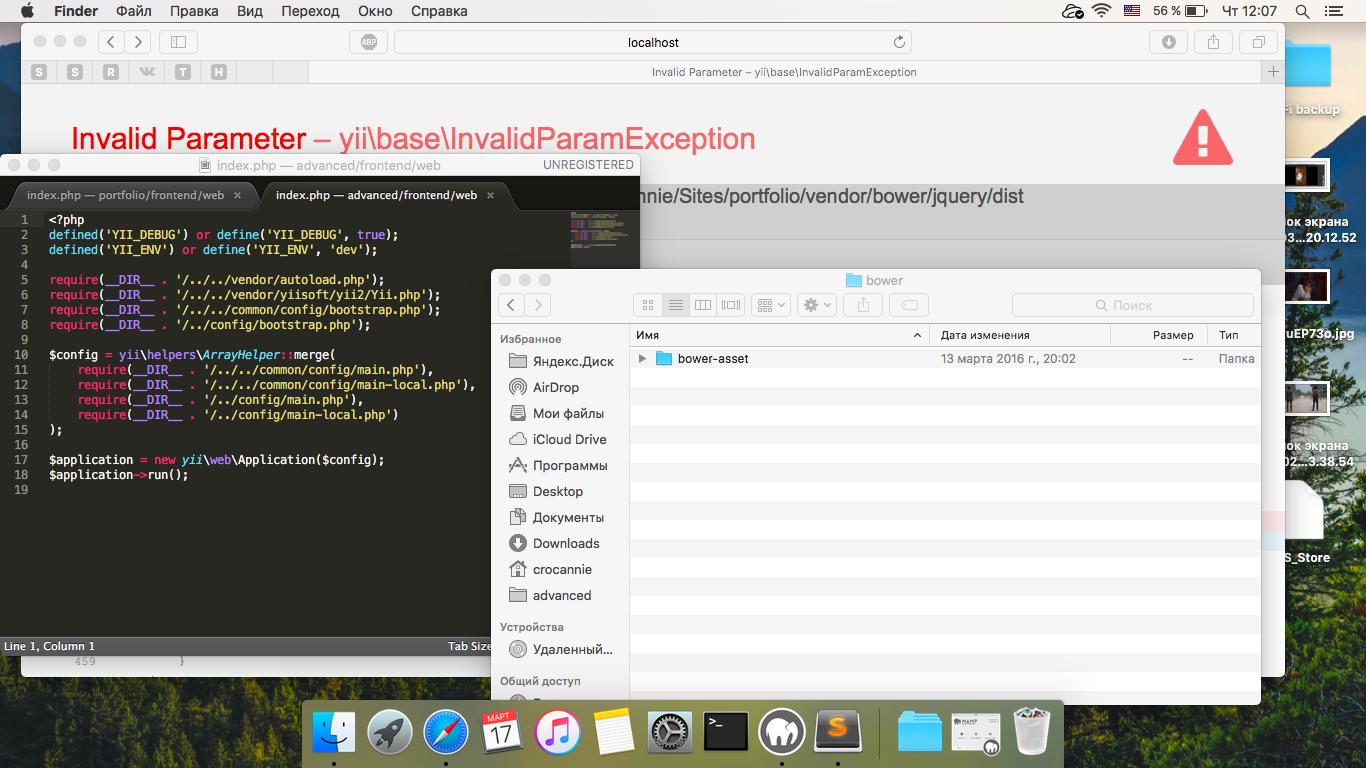 Finder Файл Правка Вид Переход Окно Справка 56 % Чт 12:07
ABP localhost
S S R T H Invalid Parameter – yii\base\InvalidParamException
Invalid Parameter – yii\base\InvalidParamException
nnie/Sites/portfolio/vendor/bower/jquery/dist
index.php — advanced/frontend/web UNREGISTERED
index.php — portfolio/frontend/web × index.php — advanced/frontend/web ×
1 <?php
2 defined('YII_DEBUG') or define('YII_DEBUG', true);
3 defined('YII_ENV') or define('YII_ENV', 'dev');
4
5 require(__DIR__ . '/../../vendor/autoload.php');
6 require(__DIR__ . '/../../vendor/yiisoft/yii2/Yii.php');
7 require(__DIR__ . '/../../common/config/bootstrap.php');
8 require(__DIR__ . '/../config/bootstrap.php');
9
10 $config = yii\helpers\ArrayHelper::merge(
11 require(__DIR__ . '/../../common/config/main.php'),
12 require(__DIR__ . '/../../common/config/main-local.php'),
13 require(__DIR__ . '/../config/main.php'),
14 require(__DIR__ . '/../config/main-local.php')
15 );
16
17 $application = new yii\web\Application($config);
18 $application->run();
19
Line 1, Column 1 Tab Size
459 }
bower
Поиск
Имя Дата изменения Размер Тип
bower-asset 13 марта 2016 г., 20:02 -- Папка
Избранное
Яндекс.Диск
AirDrop
Мои файлы
iCloud Drive
Программы
Desktop
Документы
Downloads
crocannie
advanced
Устройства
Удаленный...
Общий доступ
Fi backup
ок экрана
03...20.12.52
uEP73o.jpg
ок экрана
02...3.38.54
S_Store
МАРТ
17
MAMP